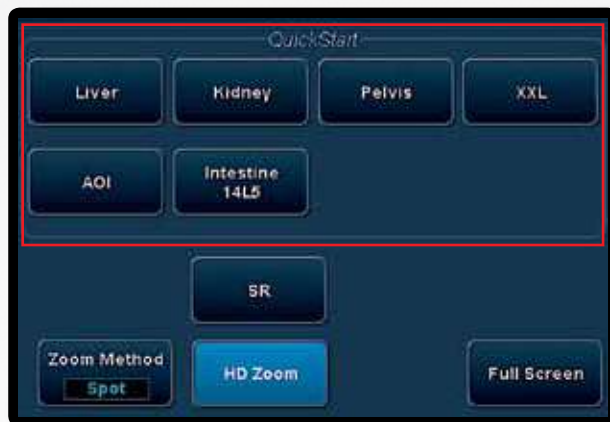 QuickStart
Liver
Kidney
Pelvis
XXL
AOI
Intestine
14L5
SR
Zoom Method
Spot
HD Zoom
Full Screen